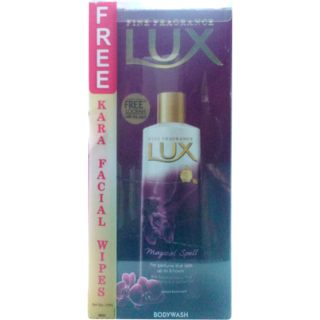 FREE
KARA FACIAL WIPES
FINE FRAGRANCE
LUX
FREE
FINE FRAGRANCE
LUX
Magical Spell
BODYWASH